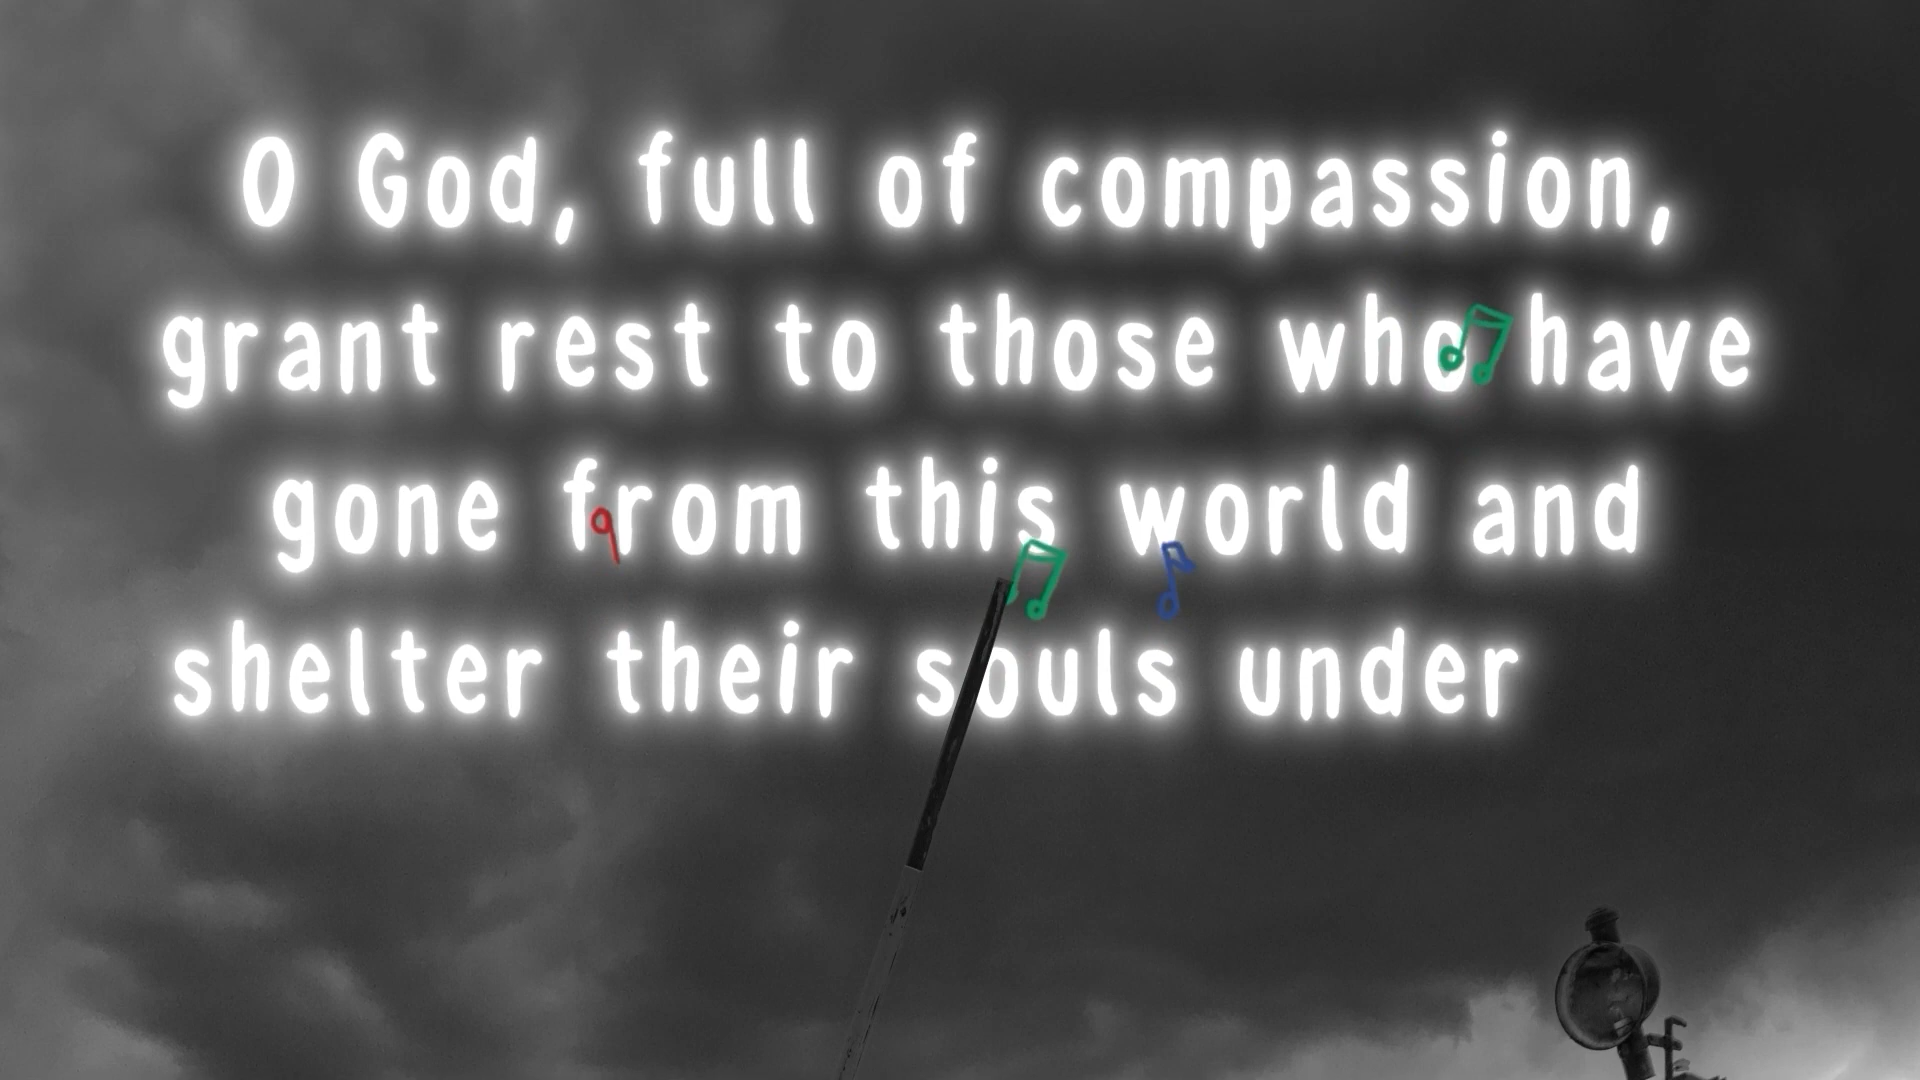 O God, full of compassion,
grant rest to those who have
gone from this world and
shelter their souls under